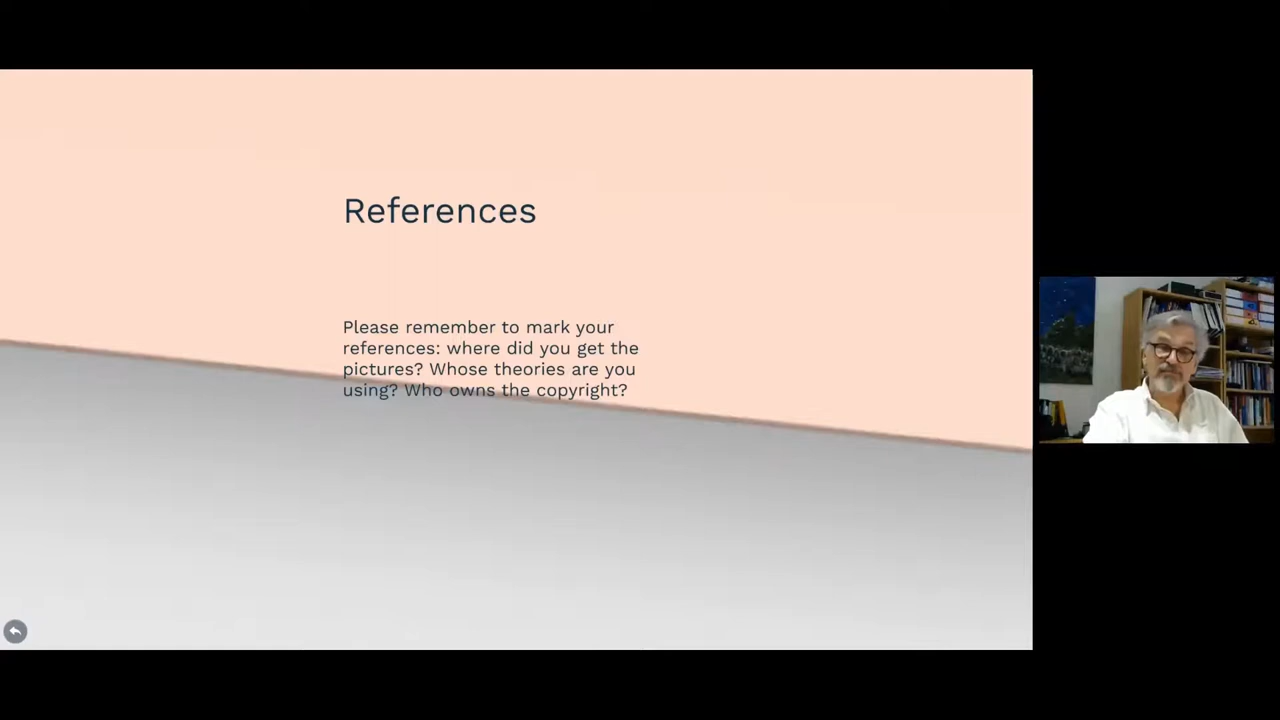 References
Please remember to mark your
references: where did you get the
pictures? Whose theories are you
using? Who owns the copyright?